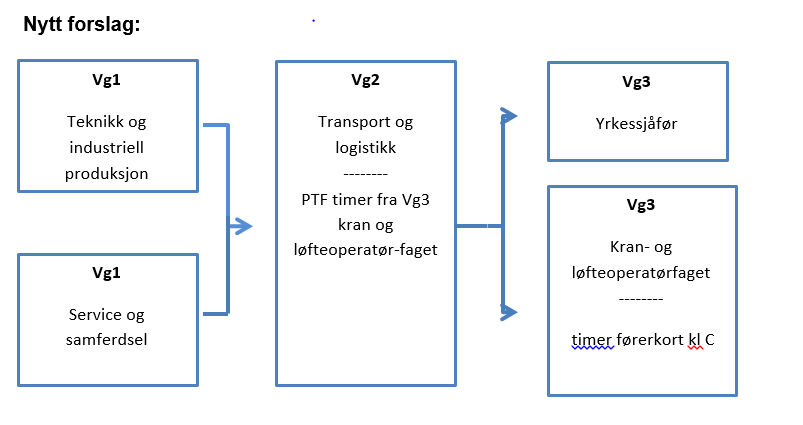 Nytt forslag:
Vg1
Teknikk og
industriell
produksjon
Vg1
Service og
samferdsel
Vg2
Transport og
logistikk
--------
PTF timer fra Vg3
kran og
løfteoperatør-faget
Vg3
Yrkessjåfør
Vg3
Kran- og
løfteoperatørfaget
--------
timer førerkort kl C